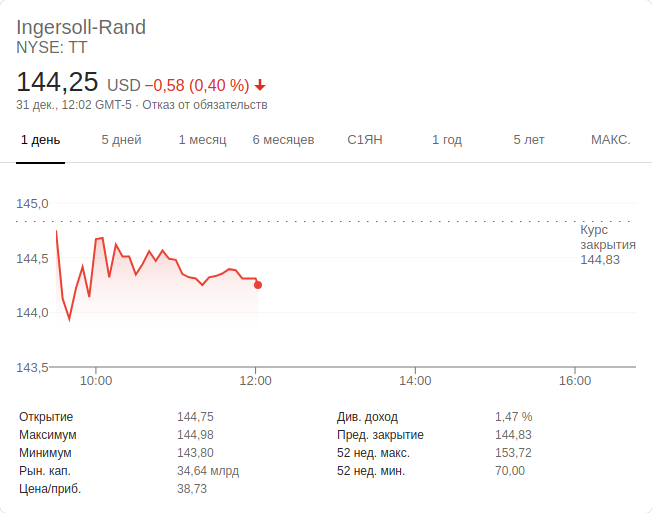 Ingersoll-Rand
NYSE: TT
144,25 USD −0,58 (0,40 %)
31 дек., 12:02 GMT-5 · Отказ от обязательств
1 день 5 дней 1 месяц 6 месяцев С1ЯН 1 год 5 лет МАКС.
145,0
Курс
закрытия
144,83
144,5
144,0
143,5
10:00 12:00 14:00 16:00
Открытие 144,75 Див. доход 1,47 %
Максимум 144,98 Пред. закрытие 144,83
Минимум 143,80 52 нед. макс. 153,72
Рын. кап. 34,64 млрд 52 нед. мин. 70,00
Цена/приб. 38,73